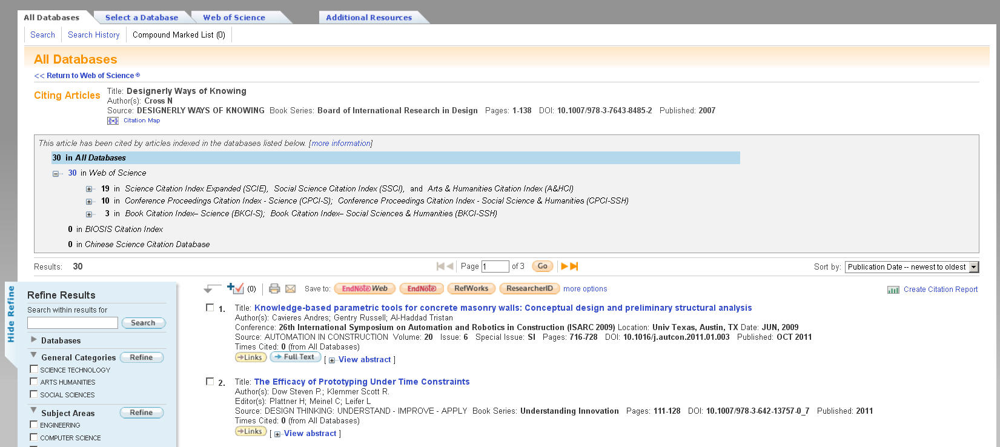 All Databases Select a Database Web of Science Additional Resources
Search Search History Compound Marked List (0)
All Databases
<< Return to Web of Science ®
Citing Articles Title: Designerly Ways of Knowing
Author(s): Cross N
Source: DESIGNERLY WAYS OF KNOWING Book Series: Board of International Research in Design Pages: 1-138 DOI: 10.1007/978-3-7643-8485-2 Published: 2007
Citation Map
This article has been cited by articles indexed in the databases listed below. [more information]
30 in All Databases
30 in Web of Science
19 in Science Citation Index Expanded (SCIE), Social Science Citation Index (SSCI), and Arts & Humanities Citation Index (A&HCI)
10 in Conference Proceedings Citation Index - Science (CPCI-S); Conference Proceedings Citation Index - Social Science & Humanities (CPCI-SSH)
3 in Book Citation Index– Science (BKCI-S); Book Citation Index– Social Sciences & Humanities (BKCI-SSH)
0 in BIOSIS Citation Index
0 in Chinese Science Citation Database
Results: 30 Page 1 of 3 Go Sort by: Publication Date -- newest to oldest
Hide Refine
Refine Results
Search within results for
Search
Databases
General Categories Refine
SCIENCE TECHNOLOGY
ARTS HUMANITIES
SOCIAL SCIENCES
Subject Areas Refine
ENGINEERING
COMPUTER SCIENCE
(0) Save to: EndNote Web EndNote RefWorks ResearcherID more options Create Citation Report
1. Title: Knowledge-based parametric tools for concrete masonry walls: Conceptual design and preliminary structural analysis
Author(s): Cavieres Andres; Gentry Russell; Al-Haddad Tristan
Conference: 26th International Symposium on Automation and Robotics in Construction (ISARC 2009) Location: Univ Texas, Austin, TX Date: JUN, 2009
Source: AUTOMATION IN CONSTRUCTION Volume: 20 Issue: 6 Special Issue: SI Pages: 716-728 DOI: 10.1016/j.autcon.2011.01.003 Published: OCT 2011
Times Cited: 0 (from All Databases)
Links Full Text [ View abstract ]
2. Title: The Efficacy of Prototyping Under Time Constraints
Author(s): Dow Steven P.; Klemmer Scott R.
Editor(s): Plattner H; Meinel C; Leifer L
Source: DESIGN THINKING: UNDERSTAND - IMPROVE - APPLY Book Series: Understanding Innovation Pages: 111-128 DOI: 10.1007/978-3-642-13757-0_7 Published: 2011
Times Cited: 0 (from All Databases)
Links [ View abstract ]